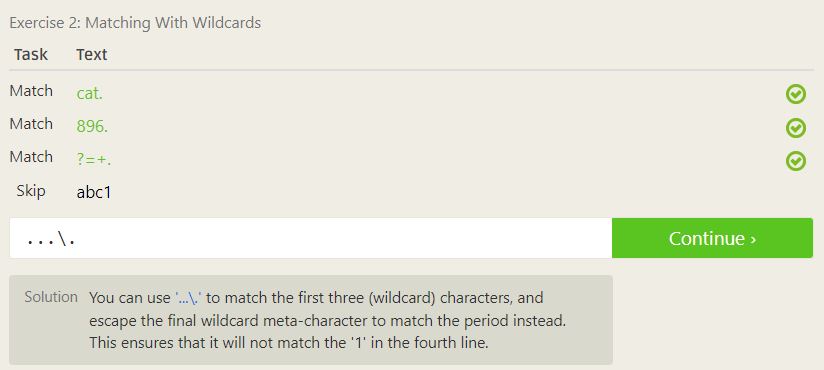 Exercise 2: Matching With Wildcards
Task Text
Match cat.
Match 896.
Match ?=+.
Skip abc1
...\.
Continue ›
Solution You can use '...\.' to match the first three (wildcard) characters, and
escape the final wildcard meta-character to match the period instead.
This ensures that it will not match the '1' in the fourth line.